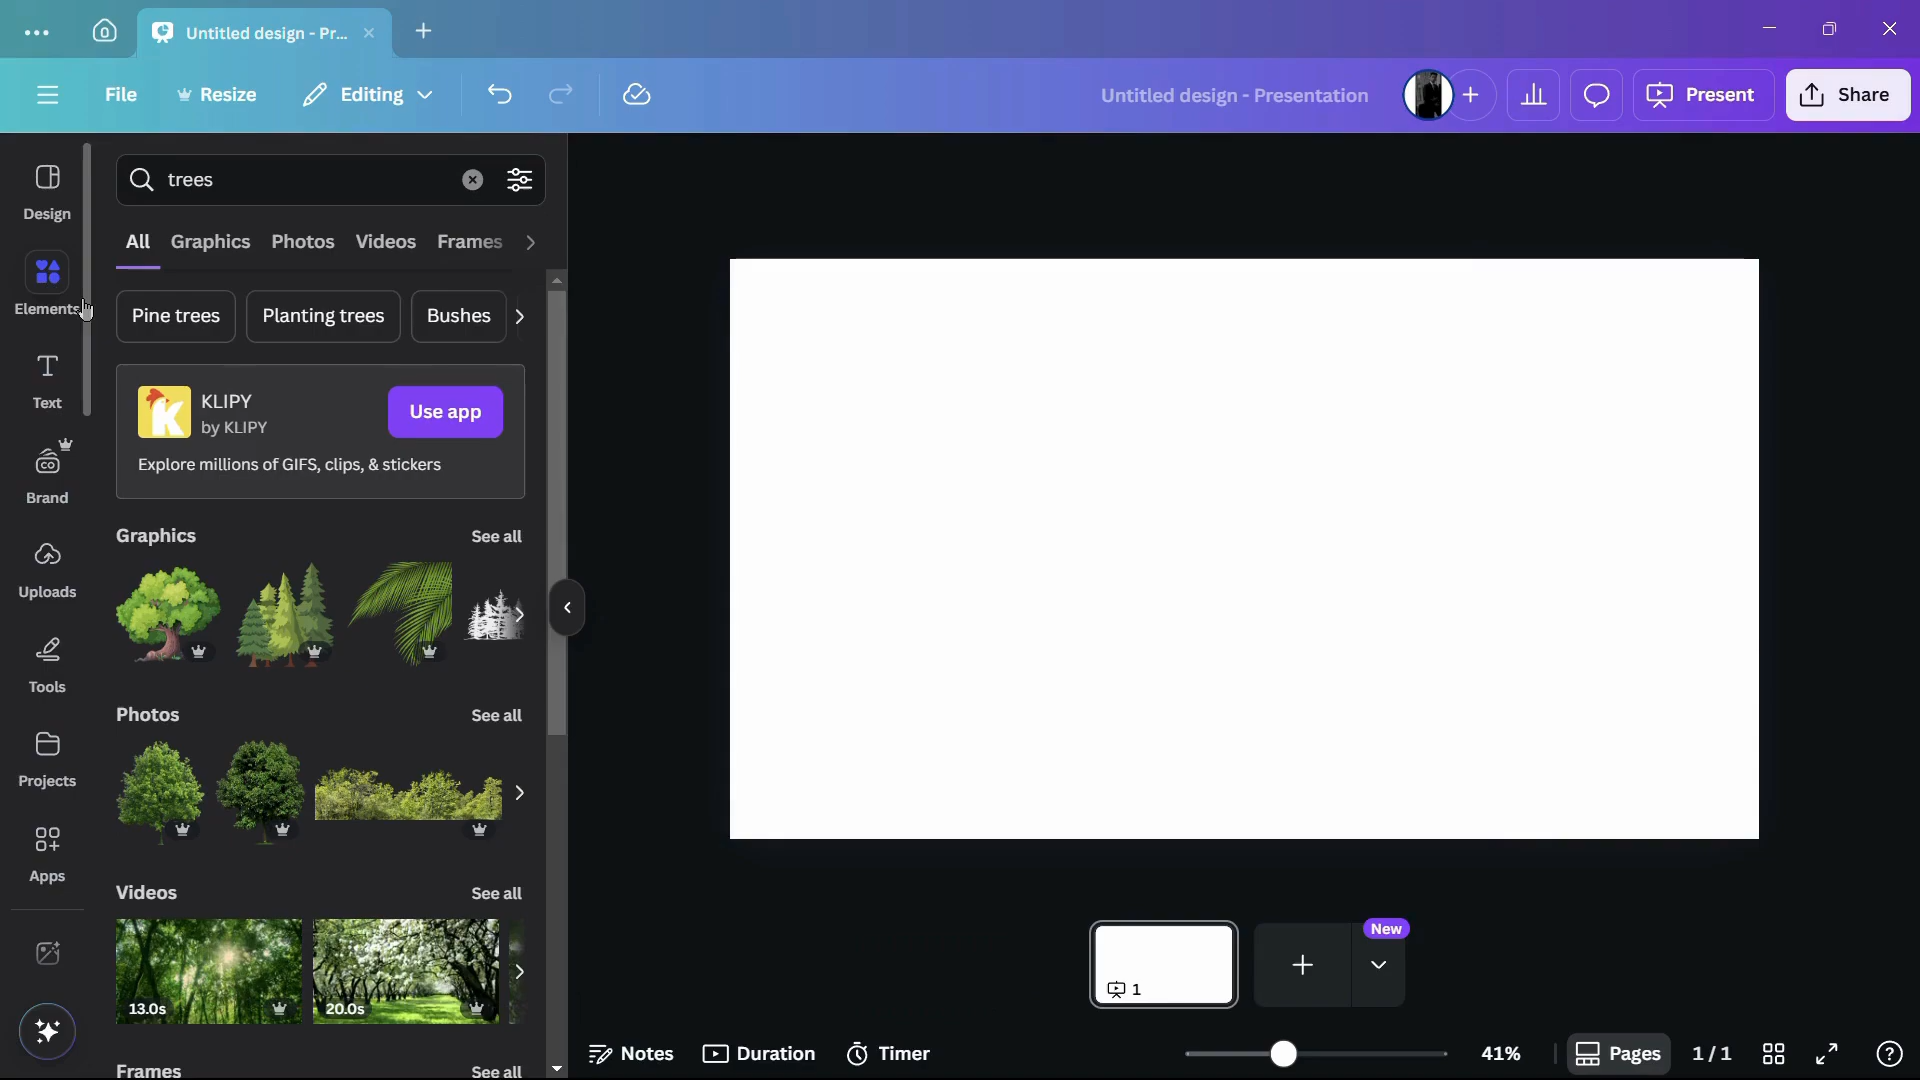 Untitled design - Pr...
File
Resize
Editing
Untitled design - Presentation
Present
Share
Design
Elements
Text
Brand
CO
Uploads
Tools
Projects
Apps
trees
All Graphics Photos Videos Frames
Pine trees
Planting trees
Bushes
K
KLIPY
by KLIPY
Use app
Explore millions of GIFS, clips, & stickers
Graphics
See all
Photos
See all
Videos
See all
13.0s
20.0s
Frames
See all
1
New
Notes
Duration
Timer
41%
Pages
1 / 1